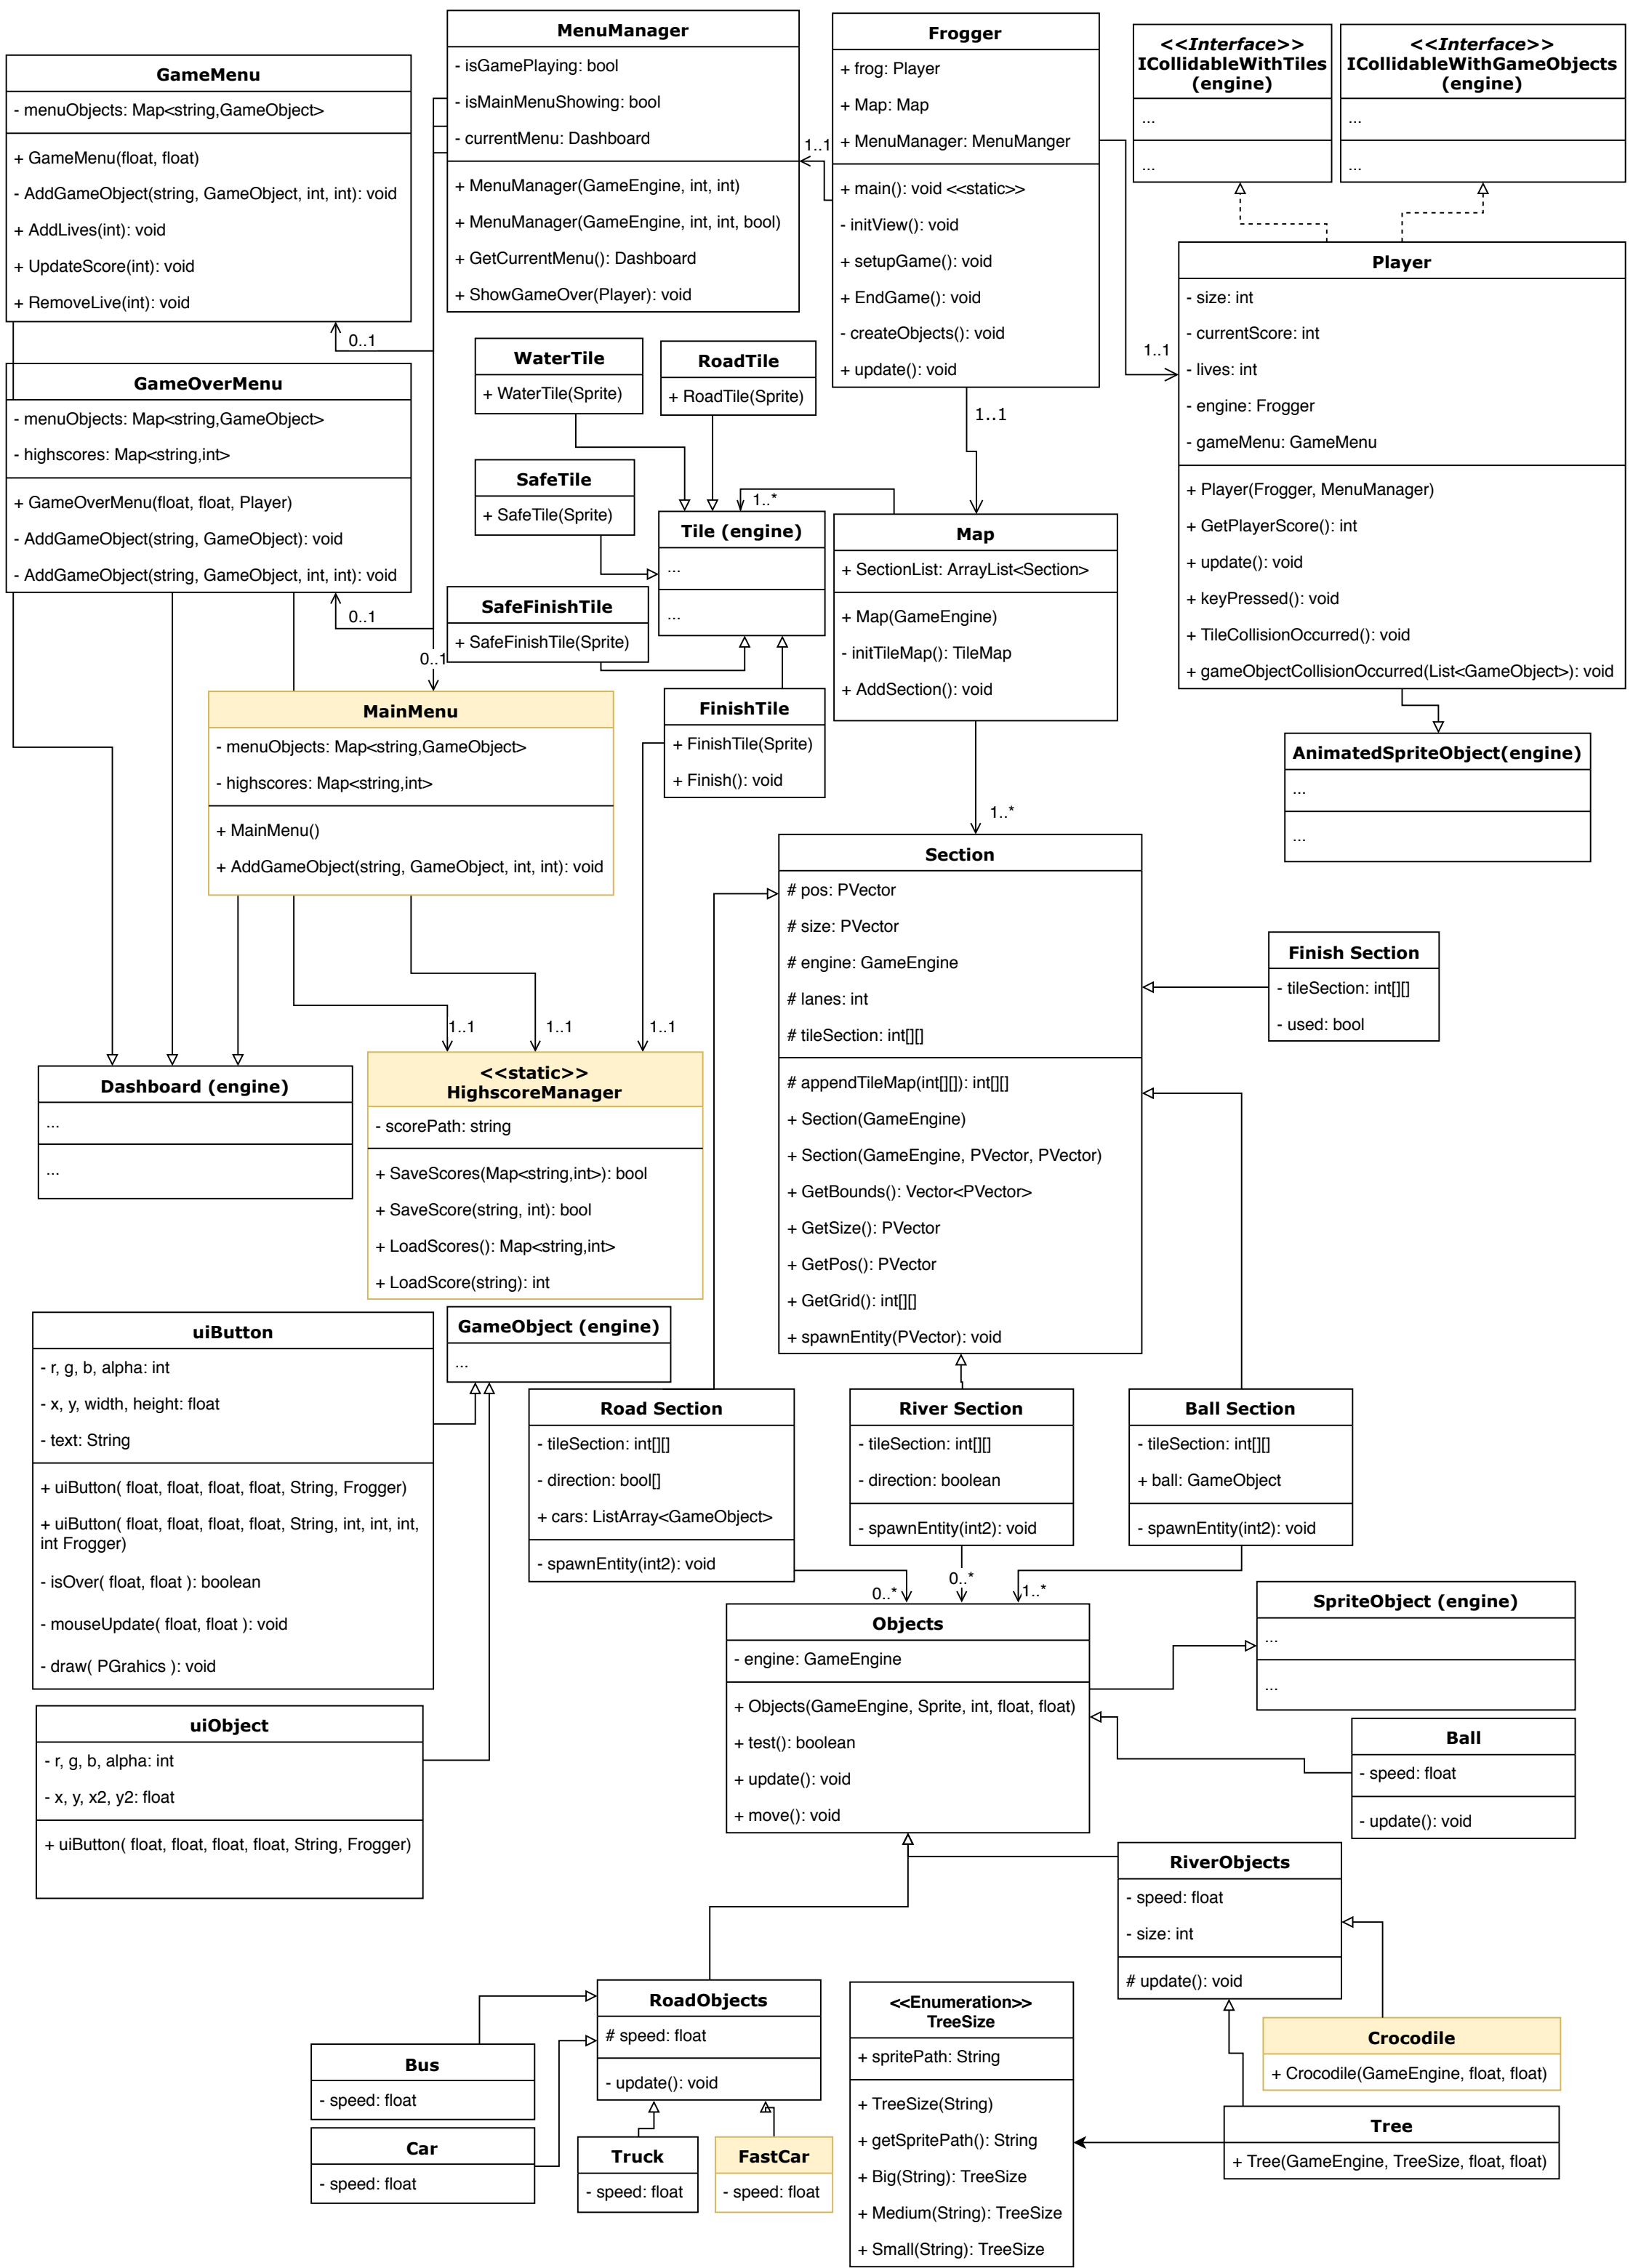 GameMenu
- menuObjects: Map<string,GameObject>
+ GameMenu(float, float)
- AddGameObject(string, GameObject, int, int): void
+ AddLives(int): void
+ UpdateScore(int): void
+ RemoveLive(int): void
MenuManager
- isGamePlaying: bool
- isMainMenuShowing: bool
- currentMenu: Dashboard
+ MenuManager(GameEngine, int, int)
+ MenuManager(GameEngine, int, int, bool)
+ GetCurrentMenu(): Dashboard
+ ShowGameOver(Player): void
1..1
Frogger
+ frog: Player
+ Map: Map
+ MenuManager: MenuManger
+ main(): void <<static>>
- initView(): void
+ setupGame(): void
+ EndGame(): void
- createObjects(): void
+ update(): void
<<Interface>>
ICollidableWithTiles
(engine)
...
...
<<Interface>>
ICollidableWithGameObjects
(engine)
...
...
Player
- size: int
- currentScore: int
- lives: int
- engine: Frogger
- gameMenu: GameMenu
+ Player(Frogger, MenuManager)
+ GetPlayerScore(): int
+ update(): void
+ keyPressed(): void
+ TileCollisionOccurred(): void
+ gameObjectCollisionOccurred(List<GameObject>): void
1..1
0..1
GameOverMenu
- menuObjects: Map<string,GameObject>
- highscores: Map<string,int>
+ GameOverMenu(float, float, Player)
- AddGameObject(string, GameObject): void
- AddGameObject(string, GameObject, int, int): void
0..1
0..1
WaterTile
+ WaterTile(Sprite)
RoadTile
+ RoadTile(Sprite)
SafeTile
+ SafeTile(Sprite)
SafeFinishTile
+ SafeFinishTile(Sprite)
Tile (engine)
...
...
1..*
1..1
Map
+ SectionList: ArrayList<Section>
+ Map(GameEngine)
- initTileMap(): TileMap
+ AddSection(): void
FinishTile
+ FinishTile(Sprite)
+ Finish(): void
MainMenu
- menuObjects: Map<string,GameObject>
- highscores: Map<string,int>
+ MainMenu()
+ AddGameObject(string, GameObject, int, int): void
AnimatedSpriteObject(engine)
...
...
1..*
Section
# pos: PVector
# size: PVector
# engine: GameEngine
# lanes: int
# tileSection: int[][]
# appendTileMap(int[][]): int[][]
+ Section(GameEngine)
+ Section(GameEngine, PVector, PVector)
+ GetBounds(): Vector<PVector>
+ GetSize(): PVector
+ GetPos(): PVector
+ GetGrid(): int[][]
+ spawnEntity(PVector): void
Finish Section
- tileSection: int[][]
- used: bool
1..1
1..1
1..1
Dashboard (engine)
...
...
<<static>>
HighscoreManager
- scorePath: string
+ SaveScores(Map<string,int>): bool
+ SaveScore(string, int): bool
+ LoadScores(): Map<string,int>
+ LoadScore(string): int
uiButton
- r, g, b, alpha: int
- x, y, width, height: float
- text: String
+ uiButton( float, float, float, float, String, Frogger)
+ uiButton( float, float, float, float, String, int, int, int,
int Frogger)
- isOver( float, float ): boolean
- mouseUpdate( float, float ): void
- draw( PGrahics ): void
GameObject (engine)
...
Road Section
- tileSection: int[][]
- direction: bool[]
+ cars: ListArray<GameObject>
- spawnEntity(int2): void
River Section
- tileSection: int[][]
- direction: boolean
- spawnEntity(int2): void
Ball Section
- tileSection: int[][]
+ ball: GameObject
- spawnEntity(int2): void
0..*
0..*
1..*
Objects
- engine: GameEngine
+ Objects(GameEngine, Sprite, int, float, float)
+ test(): boolean
+ update(): void
+ move(): void
SpriteObject (engine)
...
...
uiObject
- r, g, b, alpha: int
- x, y, x2, y2: float
+ uiButton( float, float, float, float, String, Frogger)
Ball
- speed: float
- update(): void
RiverObjects
- speed: float
- size: int
# update(): void
RoadObjects
# speed: float
- update(): void
Bus
- speed: float
Car
- speed: float
Truck
- speed: float
FastCar
- speed: float
<<Enumeration>>
TreeSize
+ spritePath: String
+ TreeSize(String)
+ getSpritePath(): String
+ Big(String): TreeSize
+ Medium(String): TreeSize
+ Small(String): TreeSize
Crocodile
+ Crocodile(GameEngine, float, float)
Tree
+ Tree(GameEngine, TreeSize, float, float)